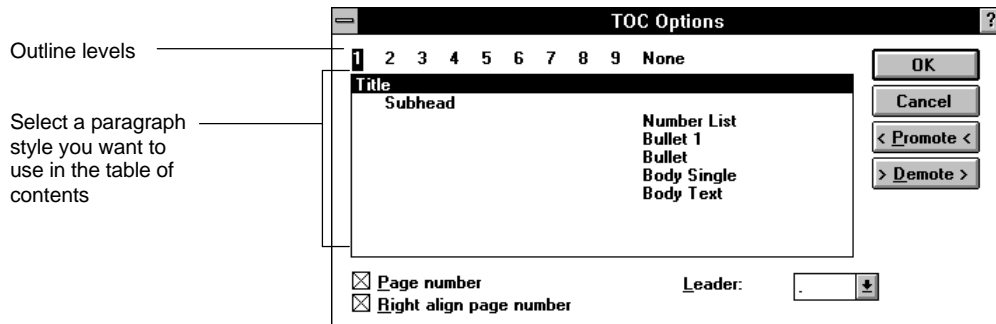 TOC Options
?
Outline levels
1 2 3 4 5 6 7 8 9 None
OK
Title
Subhead
Cancel
Select a paragraph
style you want to
use in the table of
contents
Number List
Bullet 1
Bullet
Body Single
Body Text
< Promote <
> Demote >
Page number
Leader: .
Right align page number